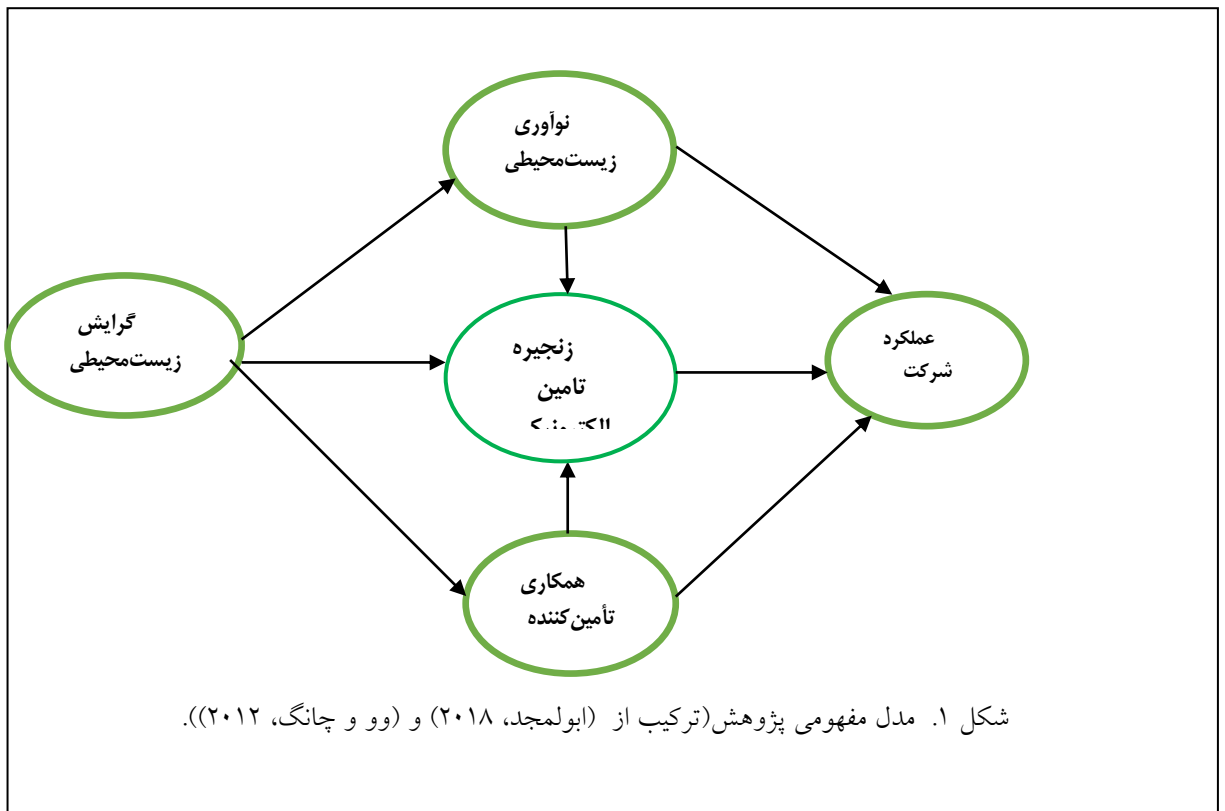 نوآوری
زیست‌محیطی
گرایش
زیست‌محیطی
زنجیره
تامین
عملکرد
شرکت
همکاری
تأمین‌کننده
شکل ۱. مدل مفهومی پژوهش(ترکیب از (ابولمجد، ۲۰۱۸) و (وو و چانگ، ۲۰۱۲)).